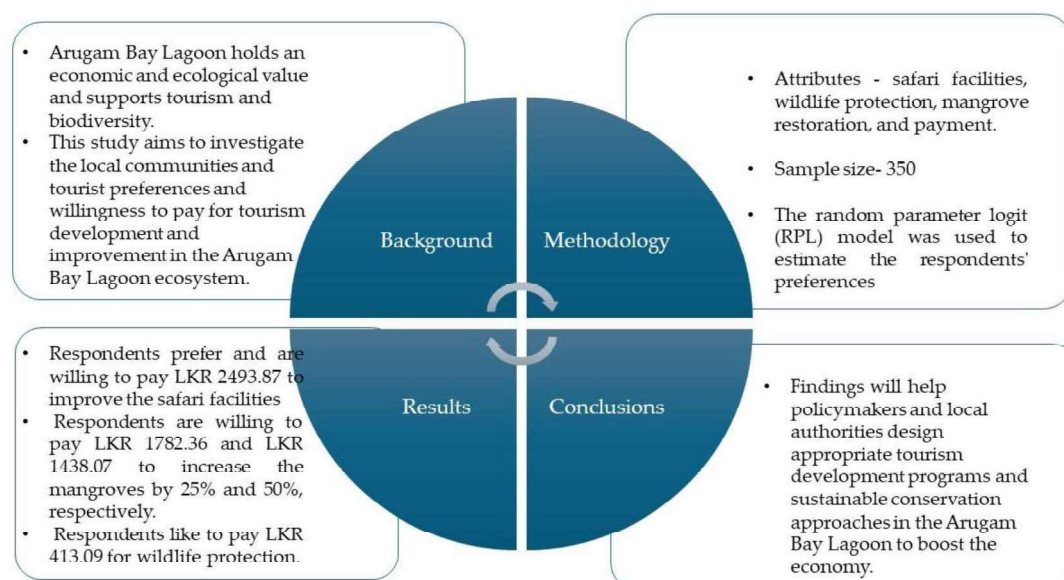 • Arugam Bay Lagoon holds an
economic and ecological value
and supports tourism and
biodiversity.
• This study aims to investigate
the local communities and
tourist preferences and
willingness to pay for tourism
development and
improvement in the Arugam
Bay Lagoon ecosystem.
Background
• Attributes - safari facilities,
wildlife protection, mangrove
restoration, and payment.
• Sample size- 350
• The random parameter logit
(RPL) model was used to
estimate the respondents'
preferences
Methodology
• Respondents prefer and are
willing to pay LKR 2493.87 to
improve the safari facilities
• Respondents are willing to
pay LKR 1782.36 and LKR
1438.07 to increase the
mangroves by 25% and 50%,
respectively.
• Respondents like to pay LKR
413.09 for wildlife protection.
Results
• Findings will help
policymakers and local
authorities design
appropriate tourism
development programs and
sustainable conservation
approaches in the Arugam
Bay Lagoon to boost the
economy.
Conclusions